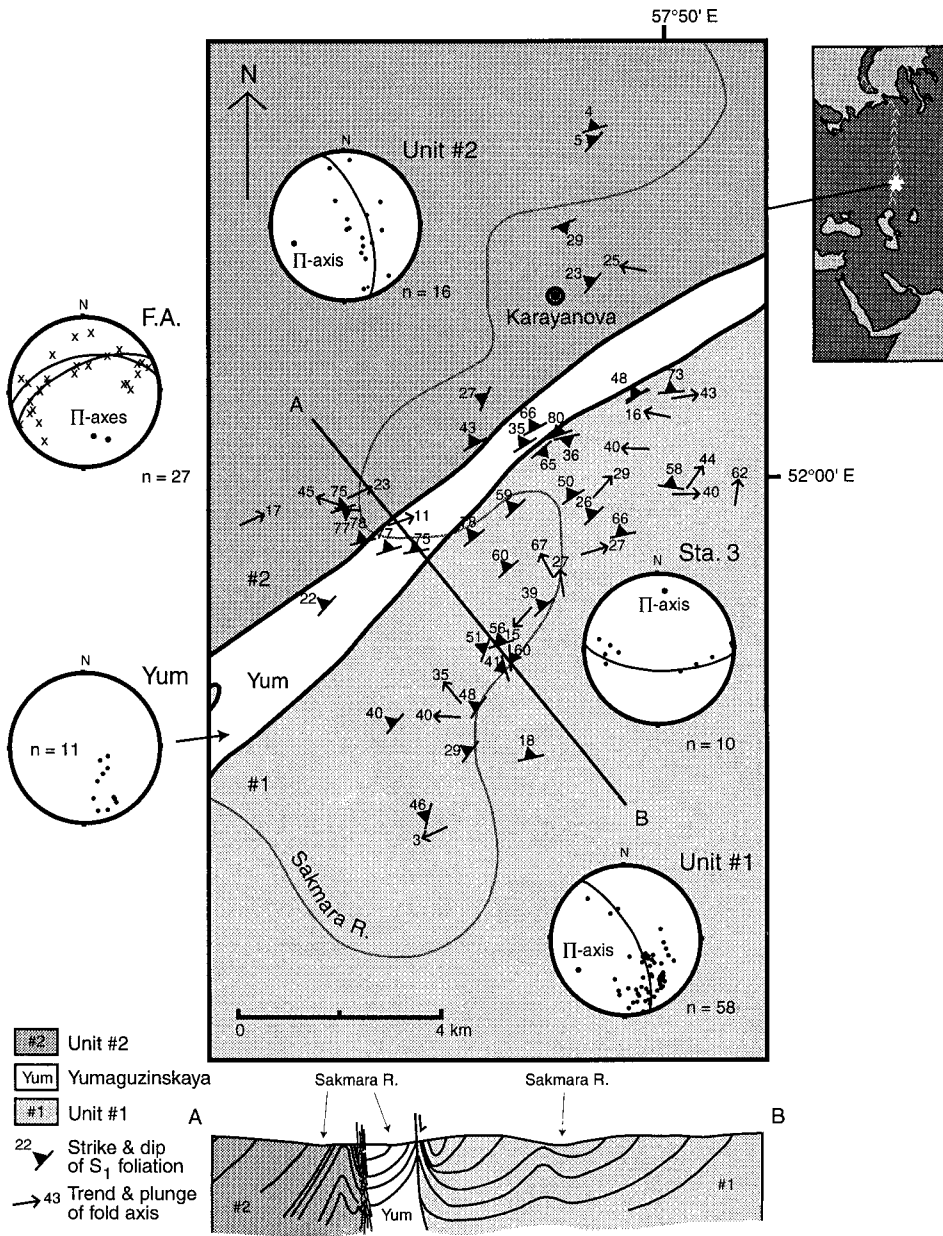 57°50' E
N
4
5
N
Unit #2
Π-axis
n = 16
29
25
23
Karayanova
N
F.A.
Π-axes
n = 27
A
27
43
66
35
80
65
36
48
73
43
16
40
52°00' E
44
58
40
62
50
29
26
59
66
27
Sta. 3
N
Π-axis
n = 10
45
75
23
17
77
78
11
77
75
78
#2
22
60
67
27
39
56
15
51
41
60
N
Yum
n = 11
Yum
35
48
40
40
29
18
#1
B
46
3
Sakmara R.
N
Unit #1
Π-axis
n = 58
0
4 km
#2 Unit #2
Yum Yumaguzinskaya
#1 Unit #1
22 Strike & dip
of S1 foliation
43 Trend & plunge
of fold axis
Sakmara R.
Sakmara R.
A
B
#2
Yum
#1